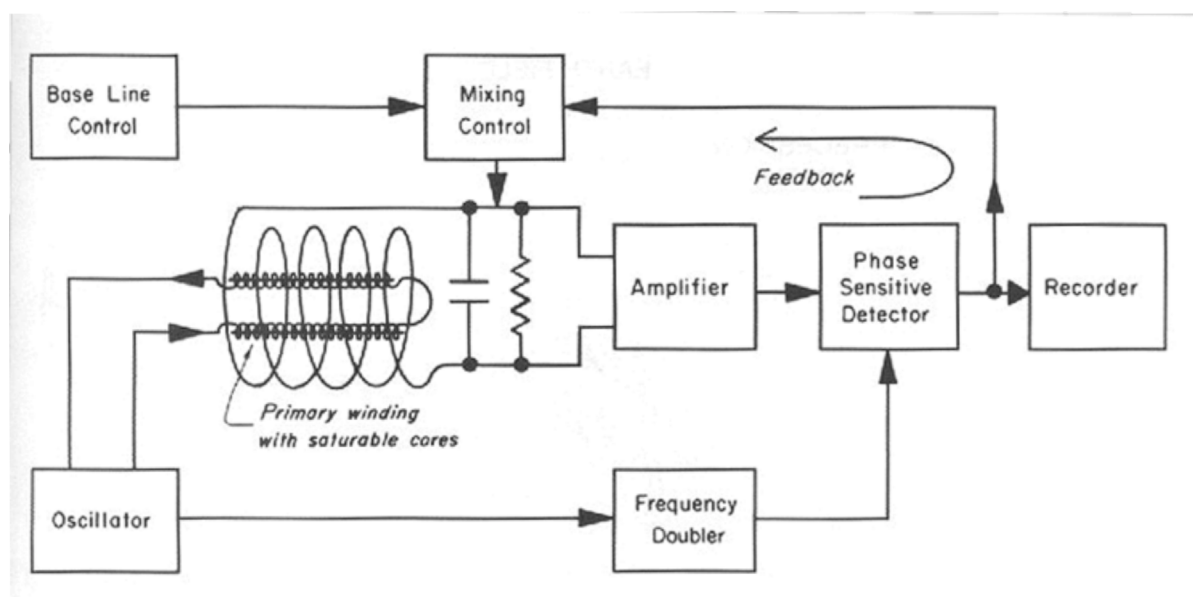 Base Line
Control
Mixing
Control
Feedback
Amplifier
Phase
Sensitive
Detector
Recorder
Primary winding
with saturable cores
Oscillator
Frequency
Doubler